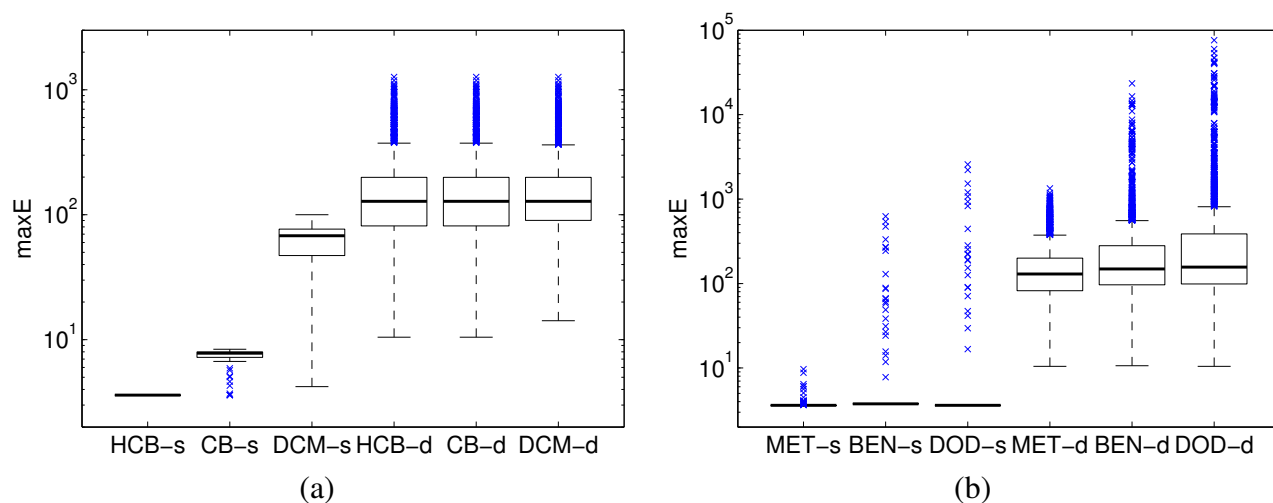 10^3
10^2
10^1
maxE
HCB-s CB-s DCM-s HCB-d CB-d DCM-d
(a)
10^5
10^4
10^3
10^2
10^1
maxE
MET-s BEN-s DOD-s MET-d BEN-d DOD-d
(b)